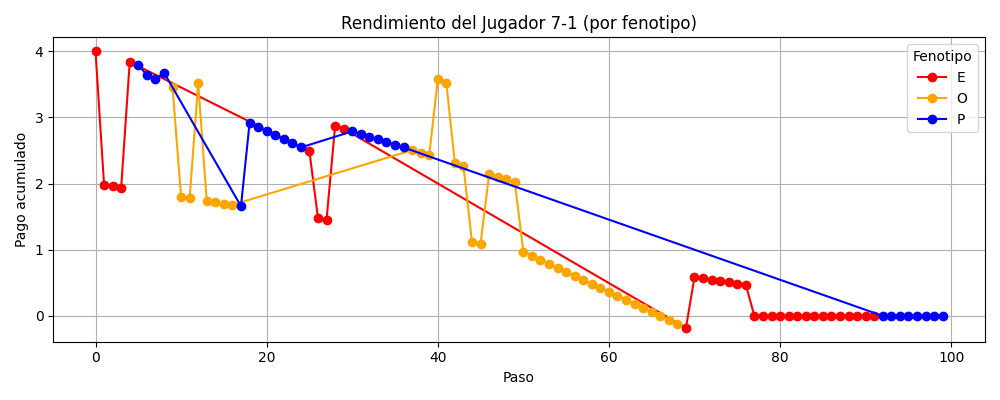 Rendimiento del Jugador 7-1 (por fenotipo)
Pago acumulado
4
3
2
1
0
Fenotipo
E
O
P
0 20 40 60 80 100
Paso